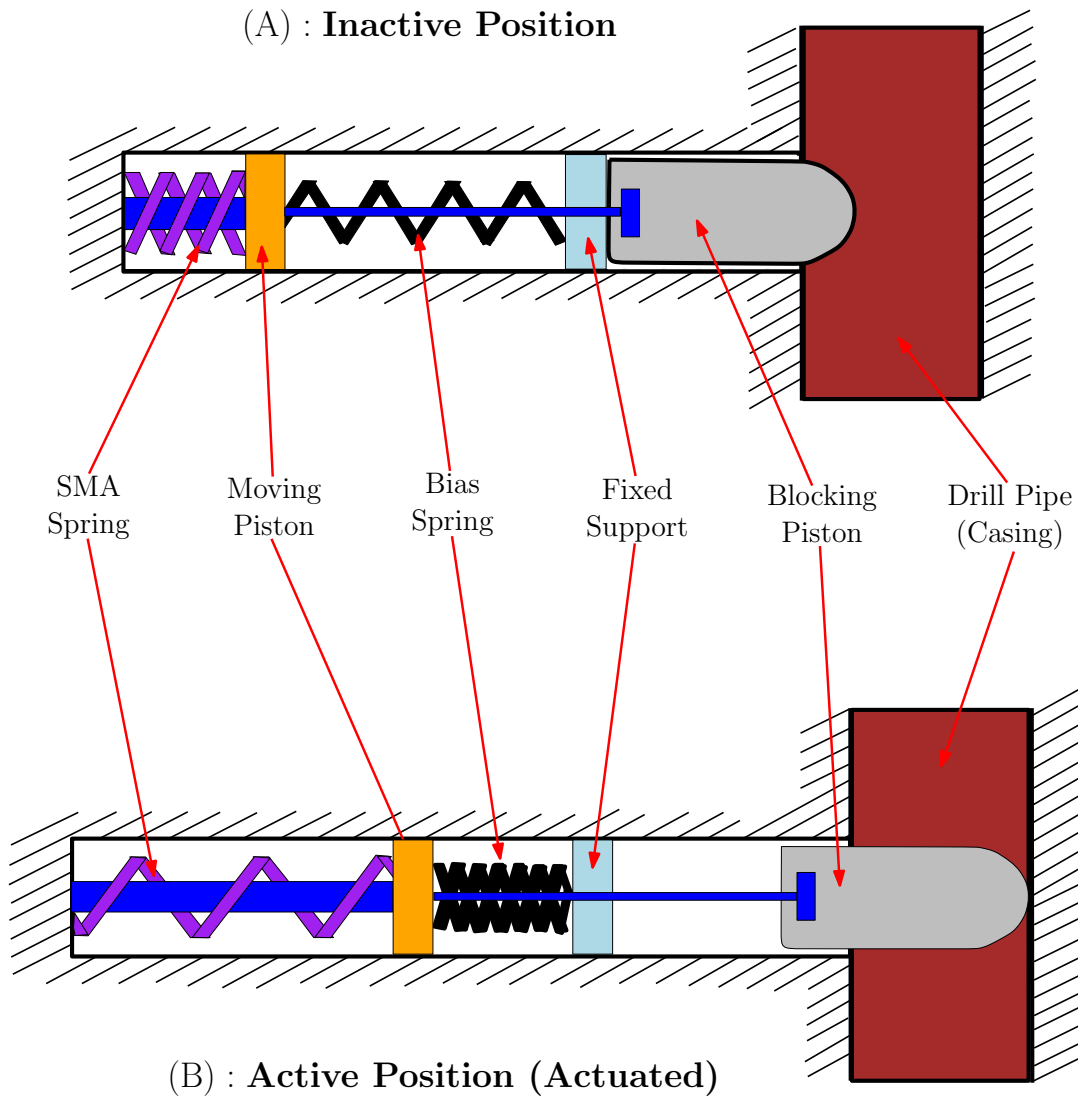 (A) : Inactive Position
SMA
Spring
Moving
Piston
Bias
Spring
Fixed
Support
Blocking
Piston
Drill Pipe
(Casing)
(B) : Active Position (Actuated)